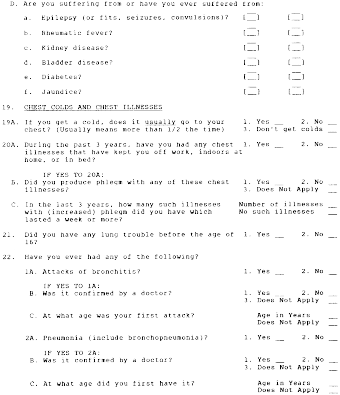 D. Are you suffering from or have you ever suffered from:
a. Epilepsy (or fits, seizures, convulsions)? [__] [__]
b. Rheumatic fever? [__] [__]
c. Kidney disease? [__] [__]
d. Bladder disease? [__] [__]
e. Diabetes? [__] [__]
f. Jaundice? [__] [__]
19. CHEST COLDS AND CHEST ILLNESSES
19A. If you get a cold, does it usually go to your 1. Yes __ 2. No __
chest? (Usually means more than 1/2 the time) 3. Don't get colds __
20A. During the past 3 years, have you had any chest 1. Yes __ 2. No __
illnesses that have kept you off work, indoors at
home, or in bed?
IF YES TO 20A:
B. Did you produce phlegm with any of these chest 1. Yes __ 2. No __
illnesses? 3. Does Not Apply __
C. In the last 3 years, how many such illnesses Number of illnesses __
with (increased) phlegm did you have which No such illnesses __
lasted a week or more?
21. Did you have any lung trouble before the age of 1. Yes __ 2. No __
16?
22. Have you ever had any of the following?
1A. Attacks of bronchitis? 1. Yes __ 2. No __
IF YES TO 1A:
B. Was it confirmed by a doctor? 1. Yes __ 2. No __
3. Does Not Apply __
C. At what age was your first attack? Age in Years __
Does Not Apply __
2A. Pneumonia (include bronchopneumonia)? 1. Yes __ 2. No __
IF YES TO 2A:
B. Was it confirmed by a doctor? 1. Yes __ 2. No __
3. Does Not Apply __
C. At what age did you first have it? Age in Years __
Does Not Apply __